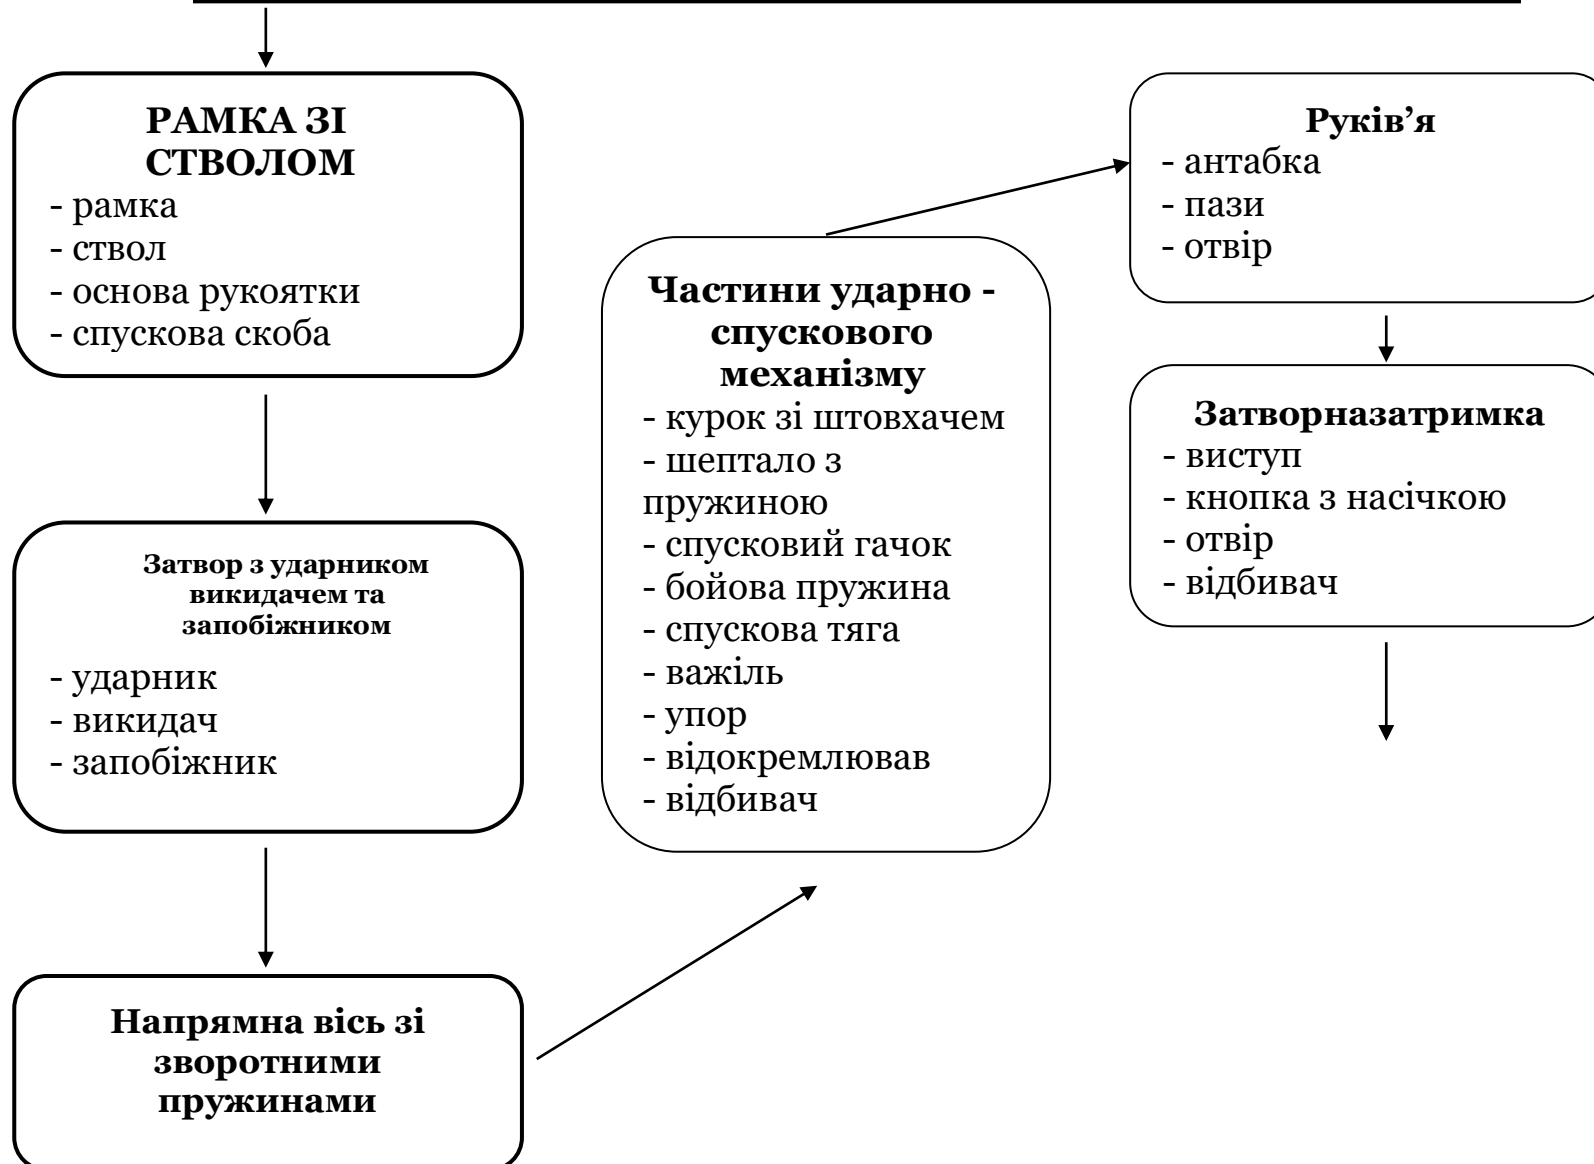 РАМКА ЗІ
СТВОЛОМ
- рамка
- ствол
- основа рукоятки
- спускова скоба
Затвор з ударником
викидачем та
запобіжником
- ударник
- викидач
- запобіжник
Напрямна вісь зі
зворотними
пружинами
Частини ударно -
спускового
механізму
- курок зі штовхачем
- шептало з
пружиною
- спусковий гачок
- бойова пружина
- спускова тяга
- важіль
- упор
- відокремлював
- відбивач
Руків’я
- антабка
- пази
- отвір
Затворназатримка
- виступ
- кнопка з насічкою
- отвір
- відбивач